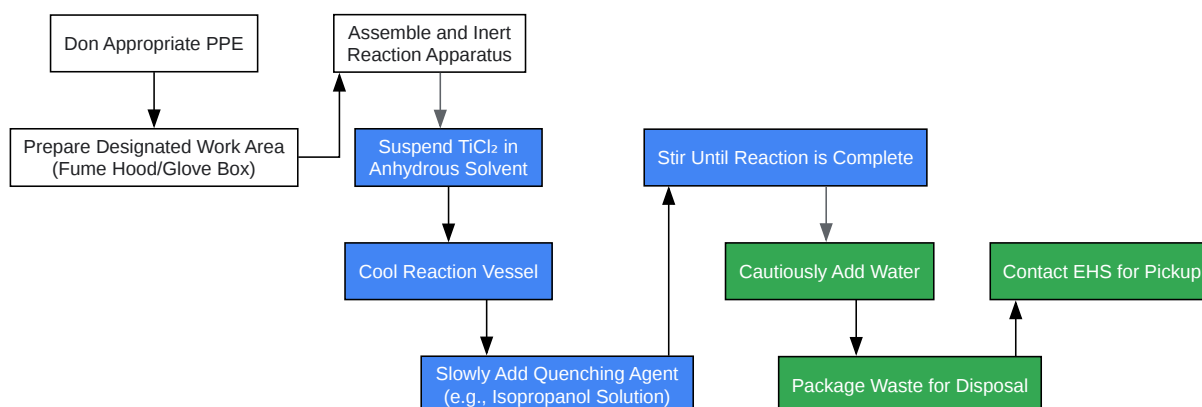 Don Appropriate PPE
Prepare Designated Work Area
(Fume Hood/Glove Box)
Assemble and Inert
Reaction Apparatus
Suspend TiCl₂ in
Anhydrous Solvent
Cool Reaction Vessel
Slowly Add Quenching Agent
(e.g., Isopropanol Solution)
Stir Until Reaction is Complete
Cautiously Add Water
Package Waste for Disposal
Contact EHS for Pickup